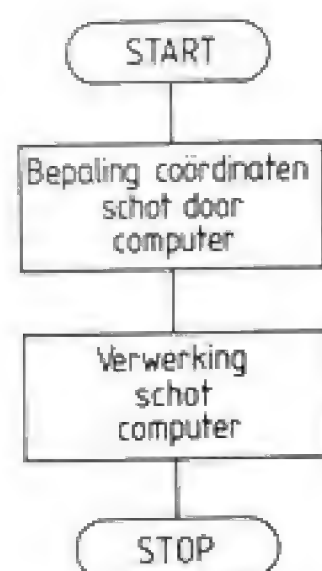 START
Bepaling coördinaten
schot door
computer
Verwerking
schot
computer
STOP